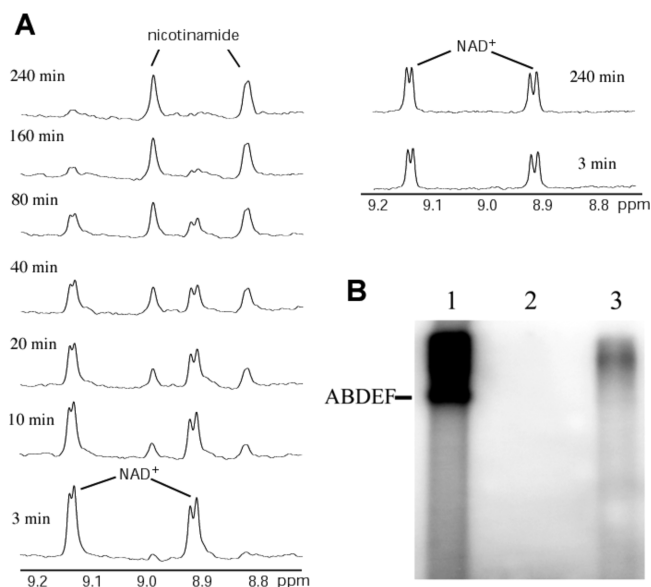 A
nicotinamide
240 min
160 min
80 min
40 min
20 min
10 min
NAD+
3 min
9.2 9.1 9.0 8.9 8.8 ppm
NAD+
240 min
3 min
9.2 9.1 9.0 8.9 8.8 ppm
B
1 2 3
ABDEF